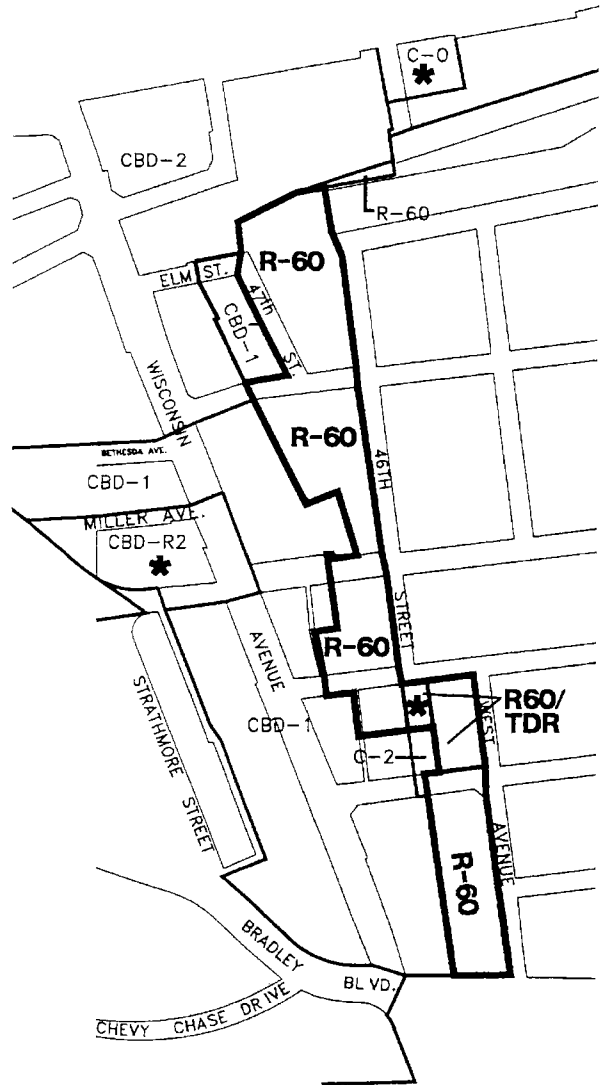 C-O
*
CBD-2
R-60
R-60
ELM ST.
47th
ST.
CBD-1
WISCONSIN
R-60
46TH
BETHESDA AVE.
CBD-1
MILLER AVE.
CBD-R2
*
STREET
R-60
AVENUE
STRATHMORE STREET
CBD-1
*
WEST
R60/
TDR
C-2
AVENUE
R-60
BRADLEY
BLVD.
CHEVY CHASE DRIVE